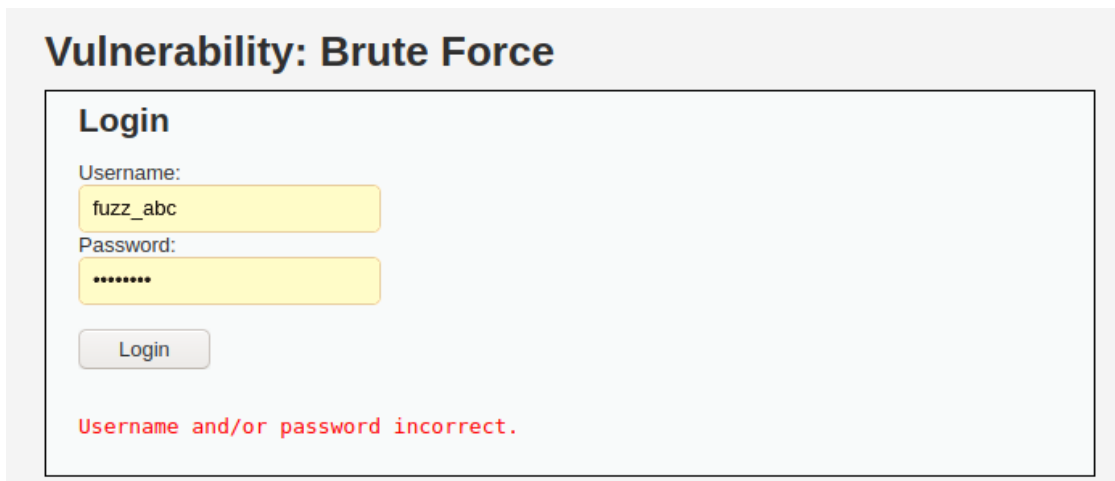 Vulnerability: Brute Force
Login
Username:
fuzz_abc
Password:
••••••••
Login
Username and/or password incorrect.